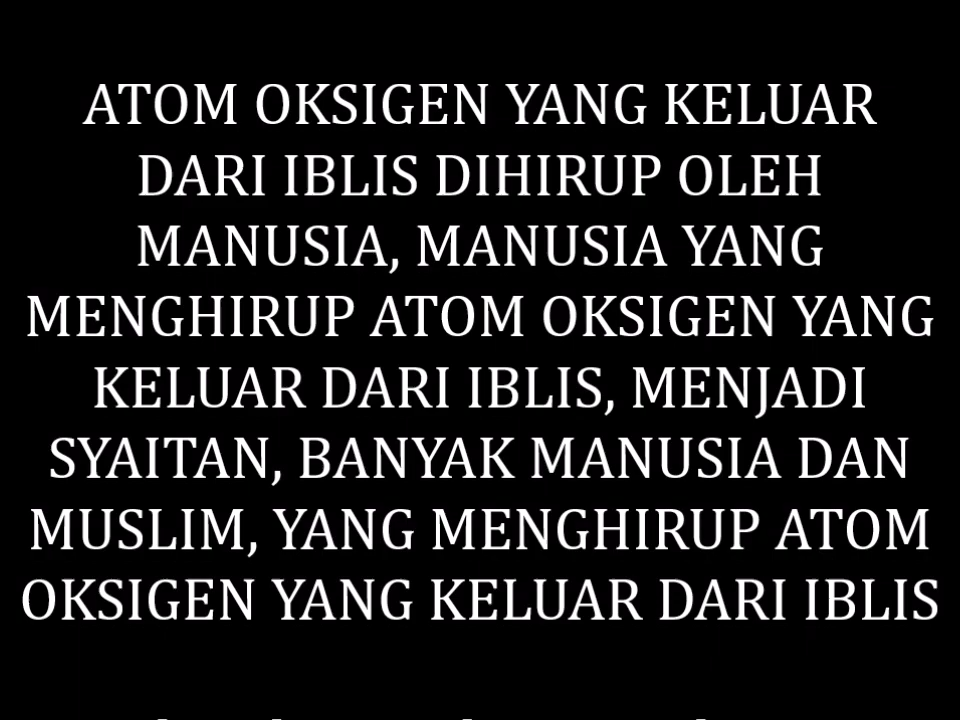 ATOM OKSIGEN YANG KELUAR
DARI IBLIS DIHIRUP OLEH
MANUSIA, MANUSIA YANG
MENGHIRUP ATOM OKSIGEN YANG
KELUAR DARI IBLIS, MENJADI
SYAITAN, BANYAK MANUSIA DAN
MUSLIM, YANG MENGHIRUP ATOM
OKSIGEN YANG KELUAR DARI IBLIS